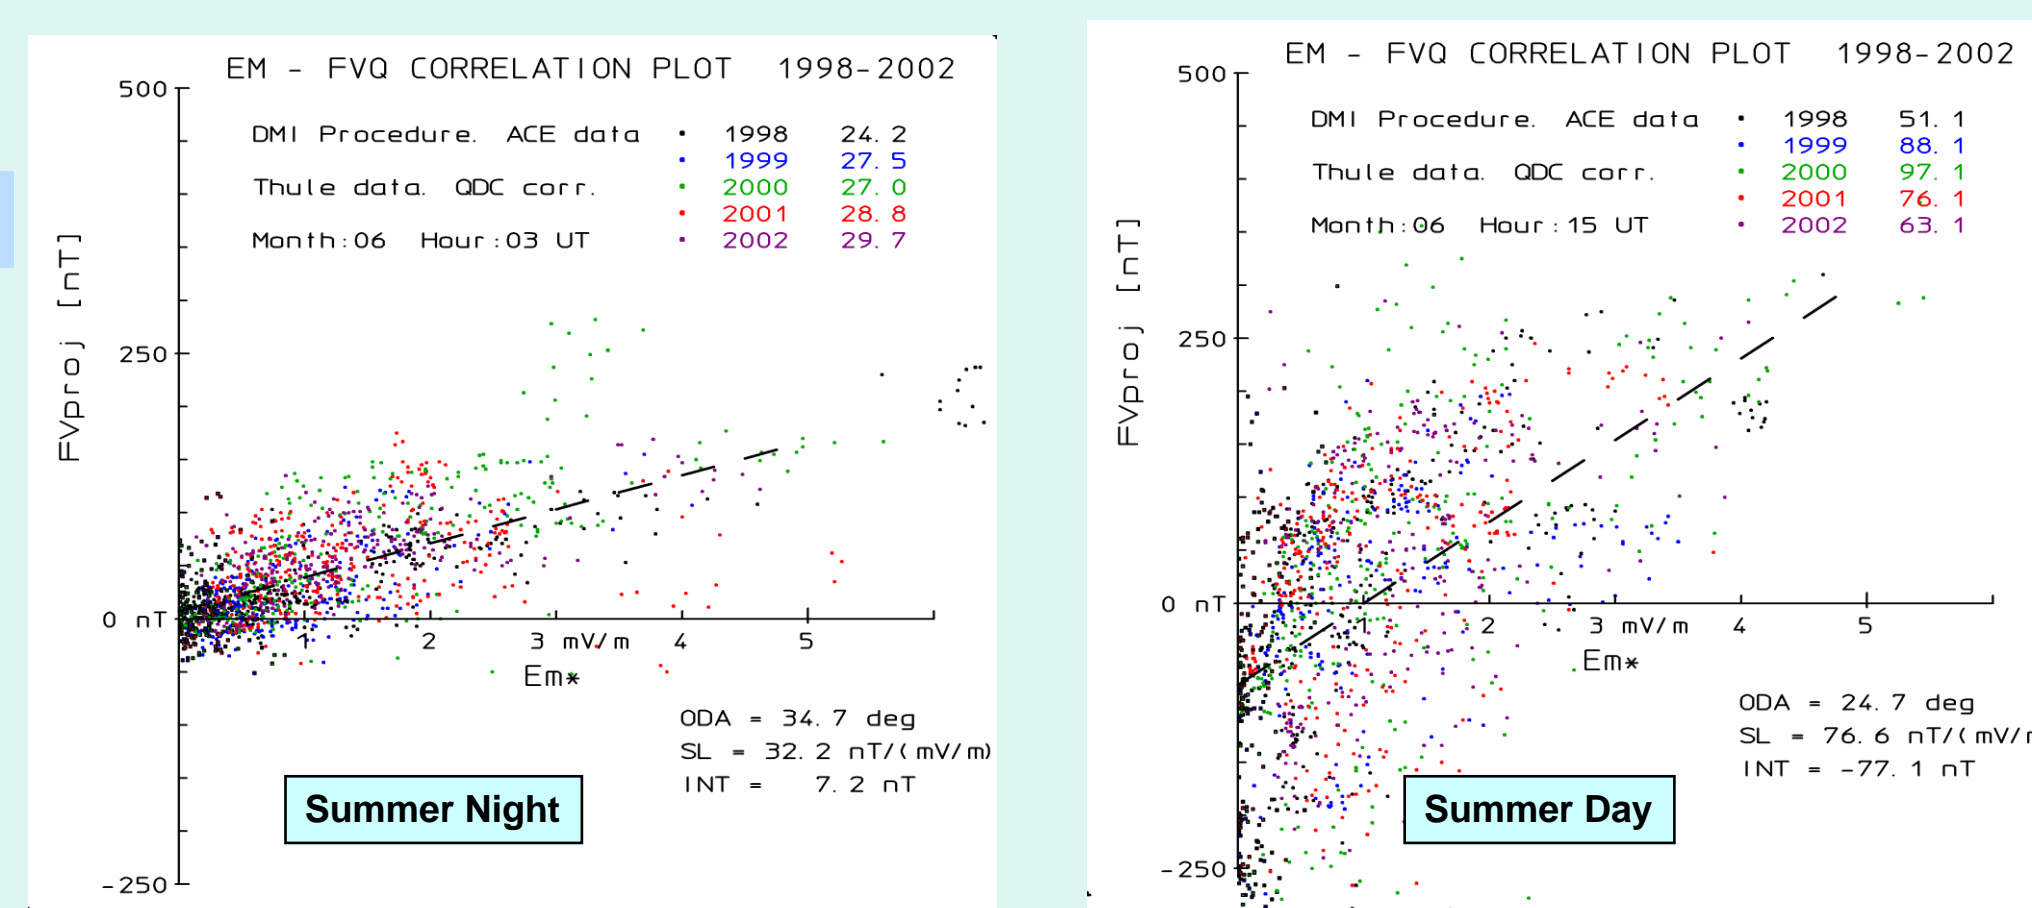 EM - FVQ CORRELATION PLOT 1998-2002
500
DMI Procedure. ACE data · 1998 24.2
· 1999 27.5
Thule data. QDC corr. · 2000 27.0
· 2001 28.8
Month:06 Hour:03 UT · 2002 29.7
FVproj [nT]
250
0 nT
1 2 3 mV/m 4 5
Em*
ODA = 34.7 deg
SL = 32.2 nT/(mV/m)
INT = 7.2 nT
Summer Night
-250
EM - FVQ CORRELATION PLOT 1998-2002
500
DMI Procedure. ACE data · 1998 51.1
· 1999 88.1
Thule data. QDC corr. · 2000 97.1
· 2001 76.1
Month:06 Hour:15 UT · 2002 63.1
FVproj [nT]
250
0 nT
1 2 3 mV/m 4 5
Em*
ODA = 24.7 deg
SL = 76.6 nT/(mV/
INT = -77.1 nT
Summer Day
-250